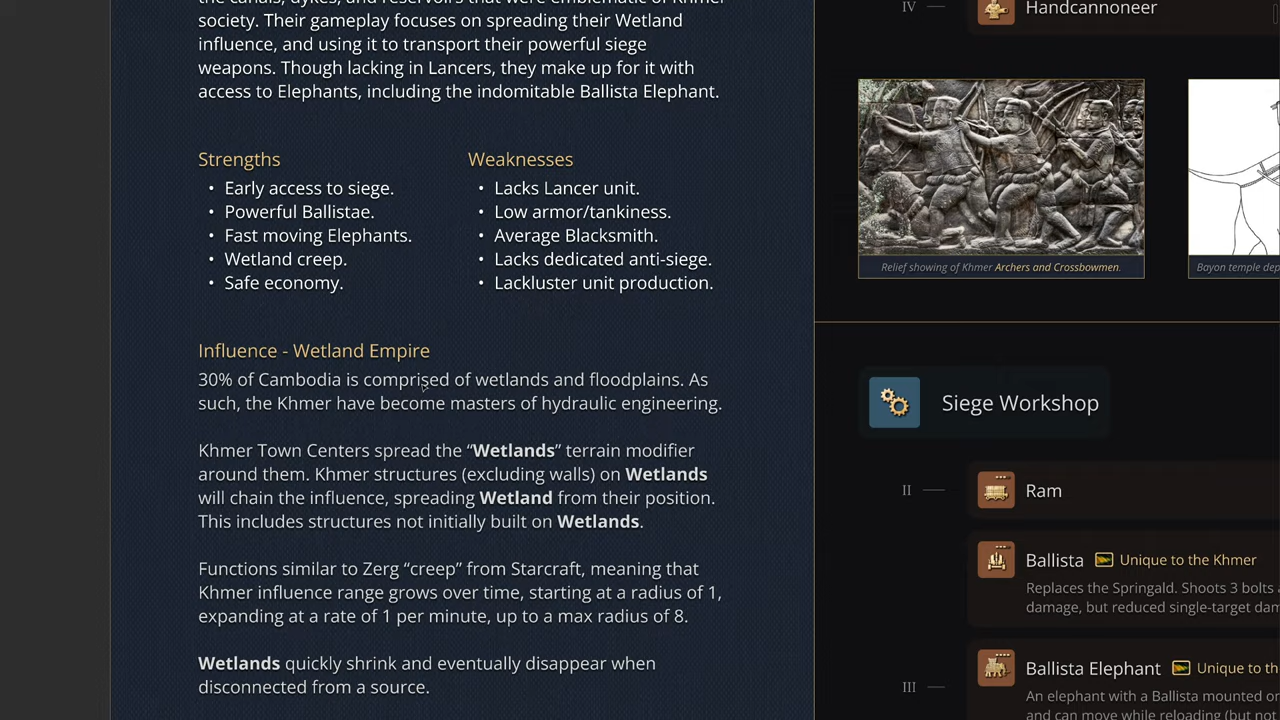 society. Their gameplay focuses on spreading their Wetland
influence, and using it to transport their powerful siege
weapons. Though lacking in Lancers, they make up for it with
access to Elephants, including the indomitable Ballista Elephant.
Strengths
• Early access to siege.
• Powerful Ballistae.
• Fast moving Elephants.
• Wetland creep.
• Safe economy.
Weaknesses
• Lacks Lancer unit.
• Low armor/tankiness.
• Average Blacksmith.
• Lacks dedicated anti-siege.
• Lackluster unit production.
Influence - Wetland Empire
30% of Cambodia is comprised of wetlands and floodplains. As
such, the Khmer have become masters of hydraulic engineering.
Khmer Town Centers spread the “Wetlands” terrain modifier
around them. Khmer structures (excluding walls) on Wetlands
will chain the influence, spreading Wetland from their position.
This includes structures not initially built on Wetlands.
Functions similar to Zerg “creep” from Starcraft, meaning that
Khmer influence range grows over time, starting at a radius of 1,
expanding at a rate of 1 per minute, up to a max radius of 8.
Wetlands quickly shrink and eventually disappear when
disconnected from a source.
IV
Handcannoneer
Relief showing of Khmer Archers and Crossbowmen.
Bayon temple dep
Siege Workshop
II
Ram
Ballista Unique to the Khmer
Replaces the Springald. Shoots 3 bolts
damage, but reduced single-target dam
III
Ballista Elephant Unique to th
An elephant with a Ballista mounted on
and can move while reloading (but not